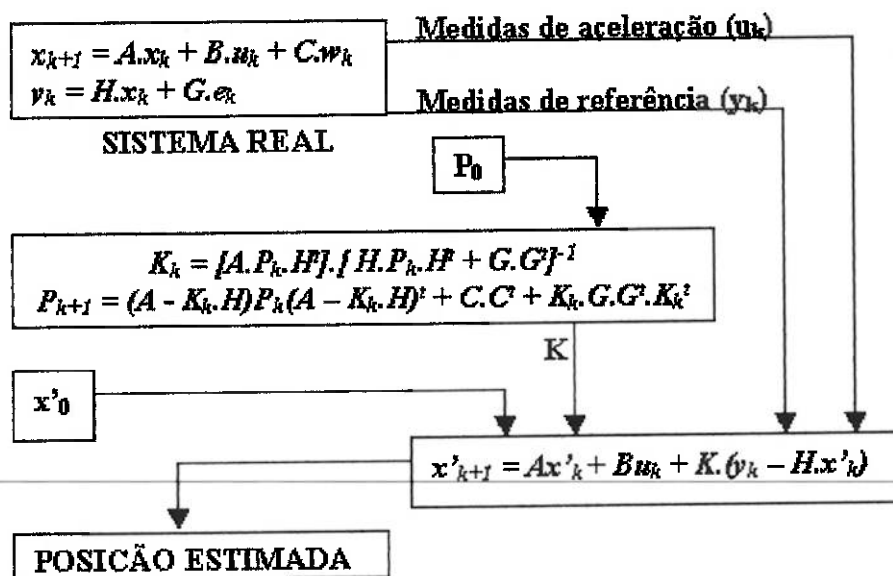 x_{k+1} = A.x_k + B.u_k + C.w_k
Medidas de aceleração (u_k)
y_k = H.x_k + G.e_k
Medidas de referência (y_k)
SISTEMA REAL
P_0
K_k = [A.P_k.H^t].[ H.P_k.H^t + G.G^t]^{-1}
P_{k+1} = (A - K_k.H)P_k(A – K_k.H)^t + C.C^t + K_k.G.G^t.K_k^t
K
x’_0
x’_{k+1} = Ax’_k + Bu_k + K.(y_k – H.x’_k)
POSICÃO ESTIMADA